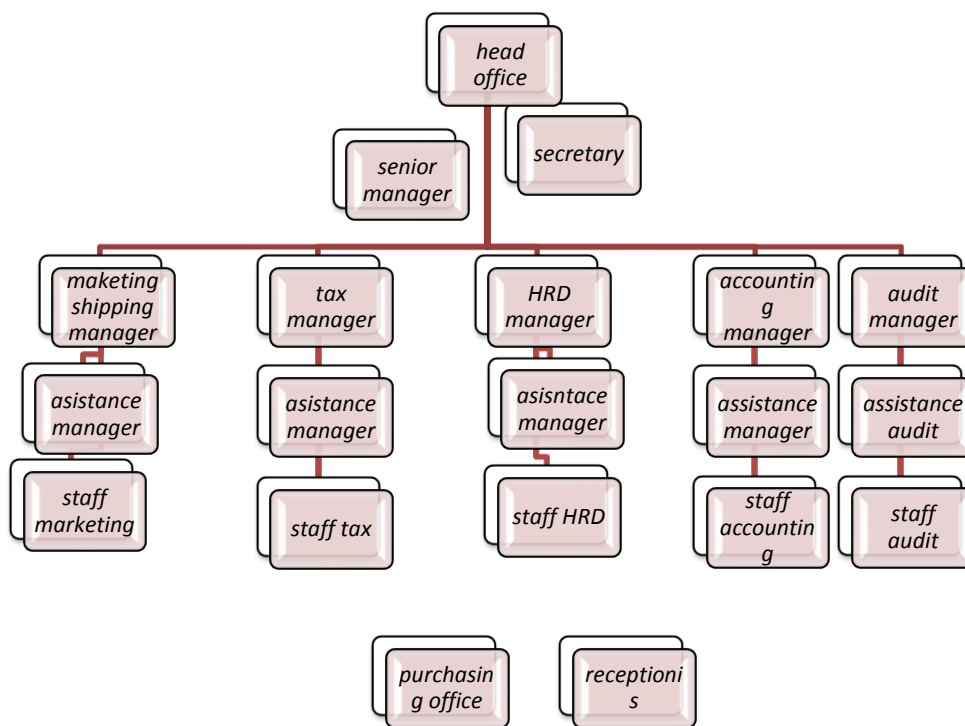 head
office
secretary
senior
manager
maketing
shipping
manager
tax
manager
HRD
manager
accountin
g
manager
audit
manager
asistance
manager
asistance
manager
asisntace
manager
assistance
manager
assistance
audit
staff
marketing
staff tax
staff HRD
staff
accountin
g
staff
audit
purchasin
g office
receptioni
s